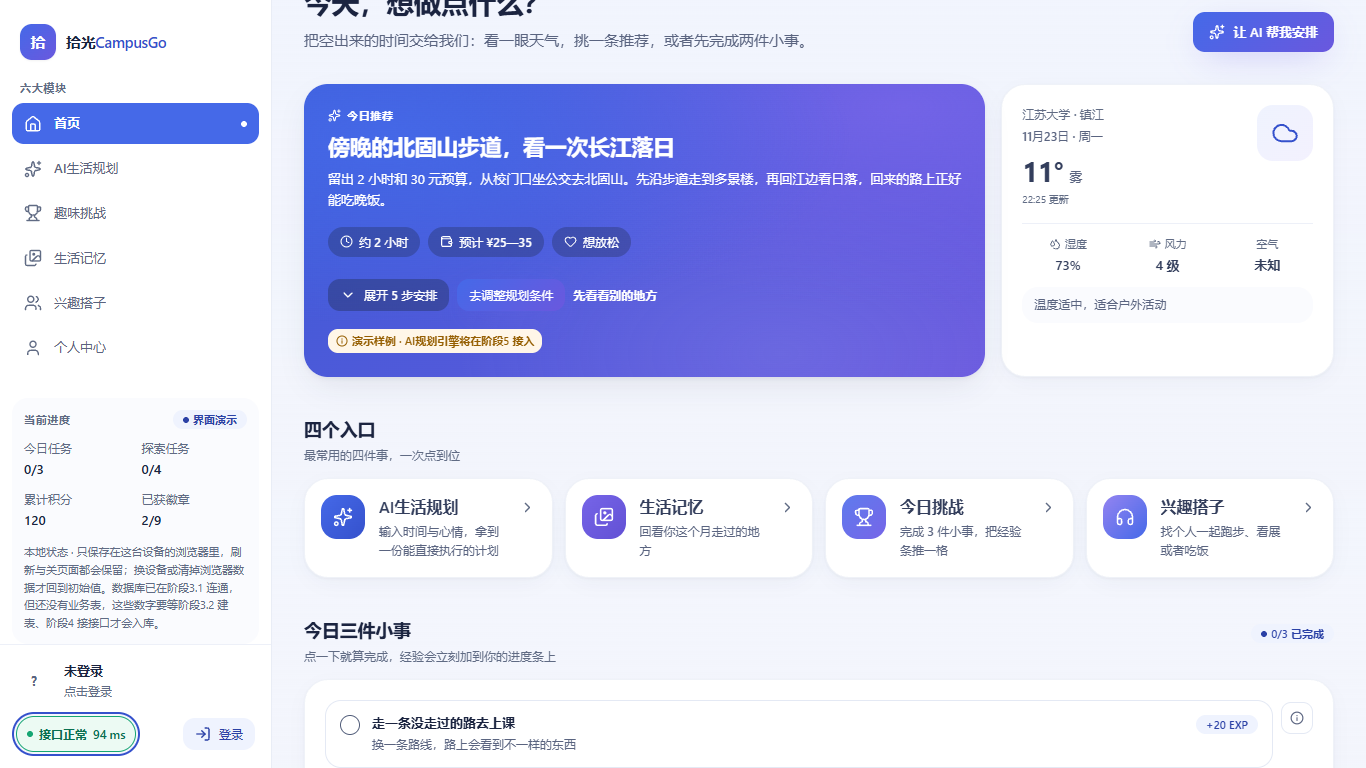 拾
拾光CampusGo
六大模块
首页
AI生活规划
趣味挑战
生活记忆
兴趣搭子
个人中心
当前进度
界面演示
今日任务
探索任务
0/3
0/4
累计积分
已获徽章
120
2/9
本地状态 · 只保存在这台设备的浏览器里，刷
新与关页面都会保留；换设备或清掉浏览器数
据才回到初始值。数据库已在阶段3.1 连通，
但还没有业务表，这些数字要等阶段3.2 建
表、阶段4 接接口才会入库。
?
未登录
点击登录
接口正常 94 ms
登录
今天，想做点什么？
把空出来的时间交给我们：看一眼天气，挑一条推荐，或者先完成两件小事。
让 AI 帮我安排
今日推荐
傍晚的北固山步道，看一次长江落日
留出 2 小时和 30 元预算，从校门口坐公交去北固山。先沿步道走到多景楼，再回江边看日落，回来的路上正好
能吃晚饭。
约 2 小时
预计 ¥25—35
想放松
展开 5 步安排
去调整规划条件
先看看别的地方
演示样例 · AI规划引擎将在阶段5 接入
江苏大学 · 镇江
11月23日 · 周一
11° 雾
22:25 更新
湿度
风力
空气
73%
4 级
未知
温度适中，适合户外活动
四个入口
最常用的四件事，一次点到位
AI生活规划
输入时间与心情，拿到
一份能直接执行的计划
生活记忆
回看你这个月走过的地
方
今日挑战
完成 3 件小事，把经验
条推一格
兴趣搭子
找个人一起跑步、看展
或者吃饭
今日三件小事
点一下就算完成，经验会立刻加到你的进度条上
0/3 已完成
走一条没走过的路去上课
换一条路线，路上会看到不一样的东西
+20 EXP